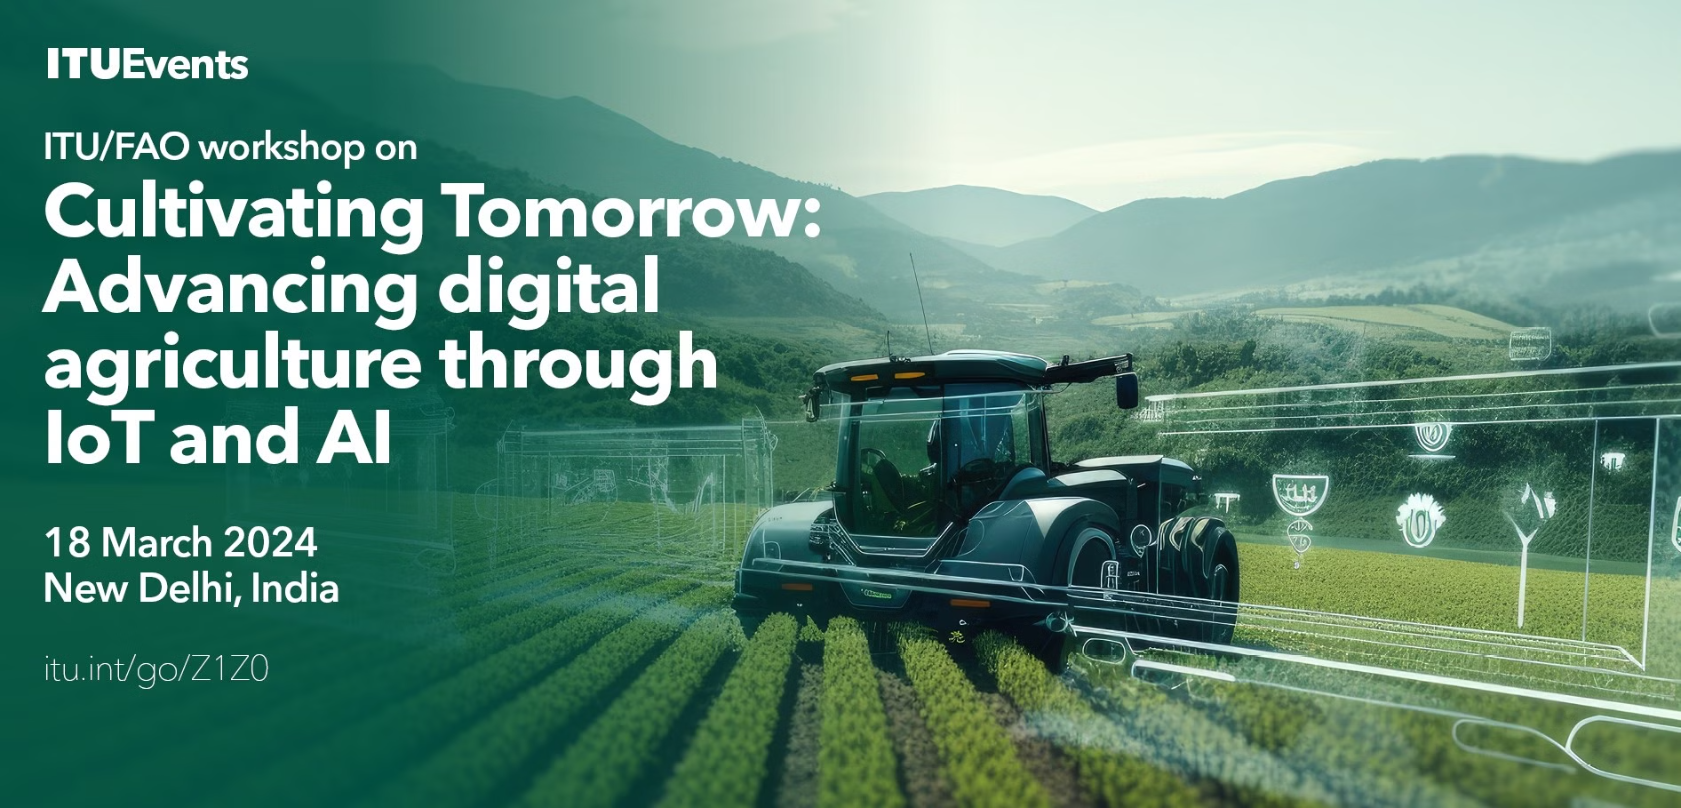 ITUEvents
ITU/FAO workshop on
Cultivating Tomorrow:
Advancing digital
agriculture through
IoT and AI
18 March 2024
New Delhi, India
itu.int/go/Z1Z0